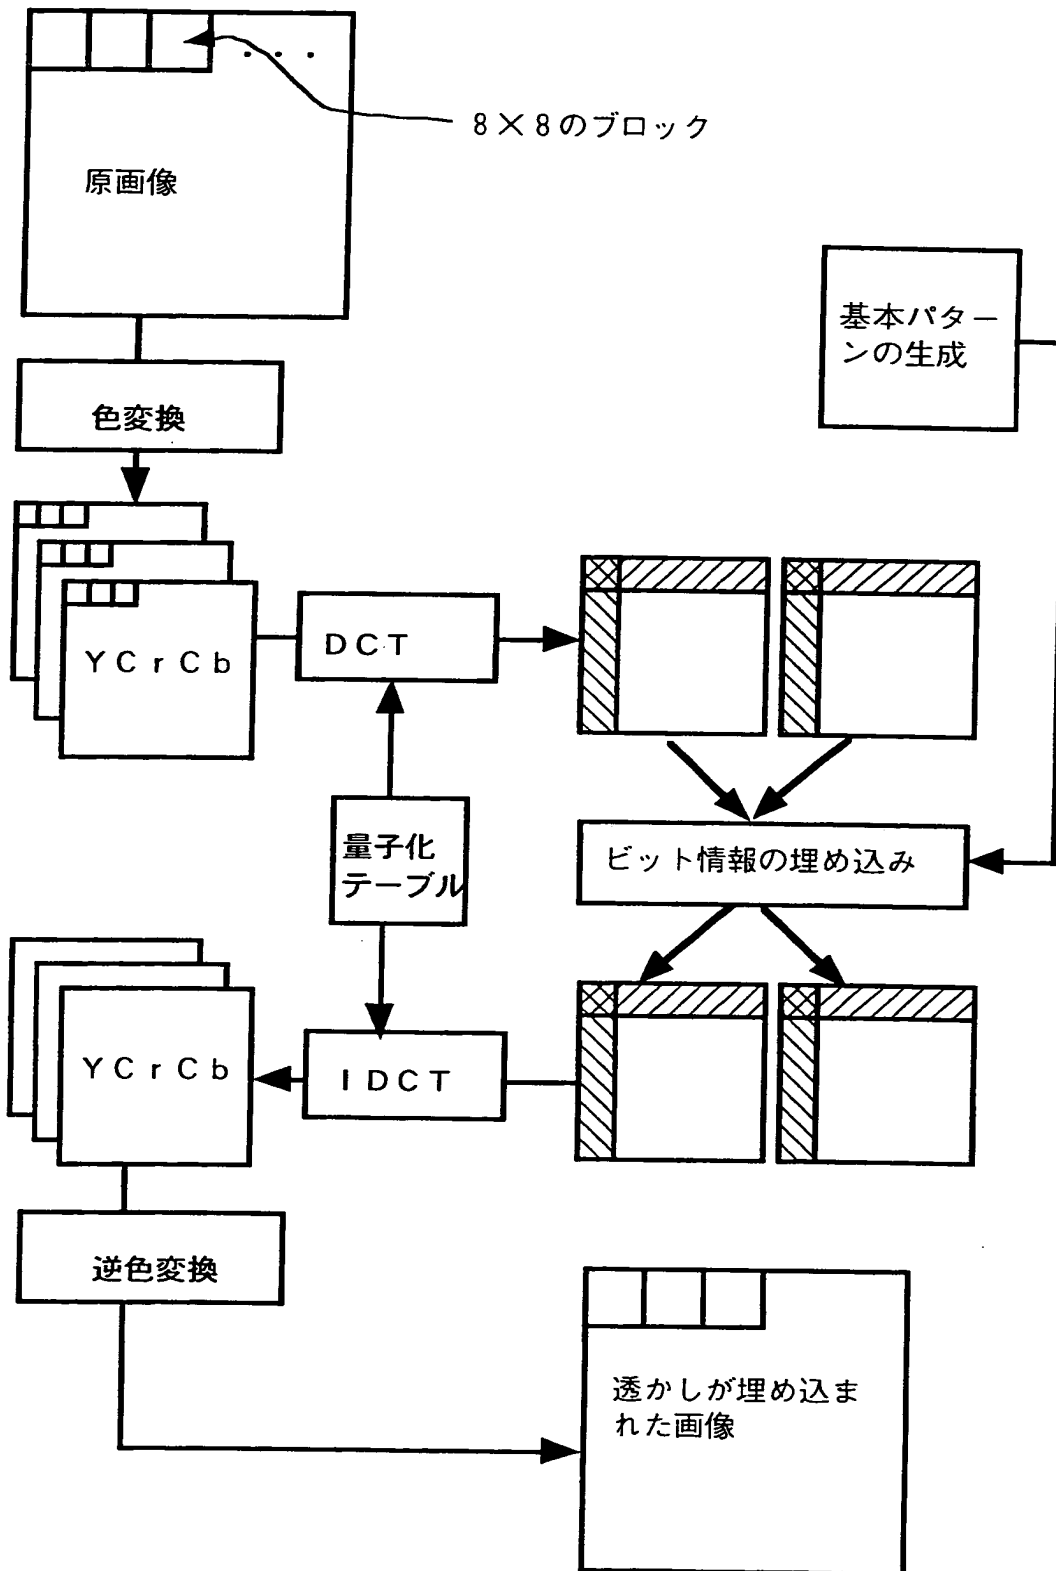 8×8のブロック
原画像
基本パター
ンの生成
色変換
YCrCb
DCT
量子化
テーブル
ビット情報の埋め込み
YCrCb
IDCT
逆色変換
透かしが埋め込ま
れた画像